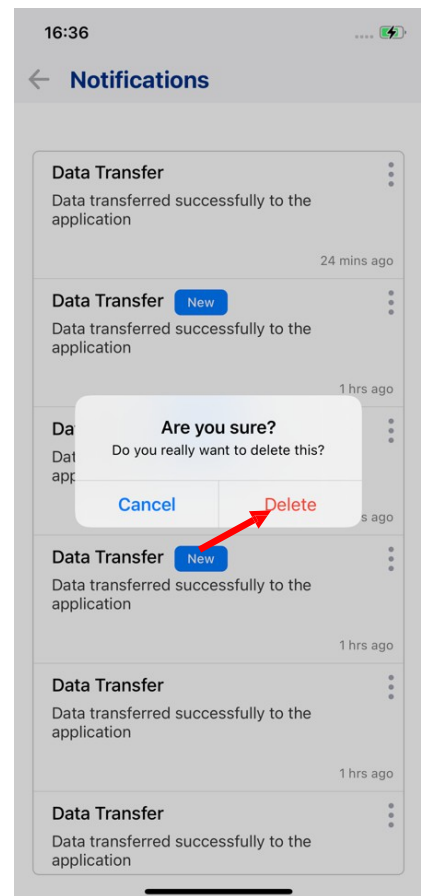 16:36
Notifications
Data Transfer
Data transferred successfully to the
application
24 mins ago
Data Transfer New
Data transferred successfully to the
application
1 hrs ago
Are you sure?
Do you really want to delete this?
Cancel Delete
s ago
Data Transfer New
Data transferred successfully to the
application
1 hrs ago
Data Transfer
Data transferred successfully to the
application
1 hrs ago
Data Transfer
Data transferred successfully to the
application